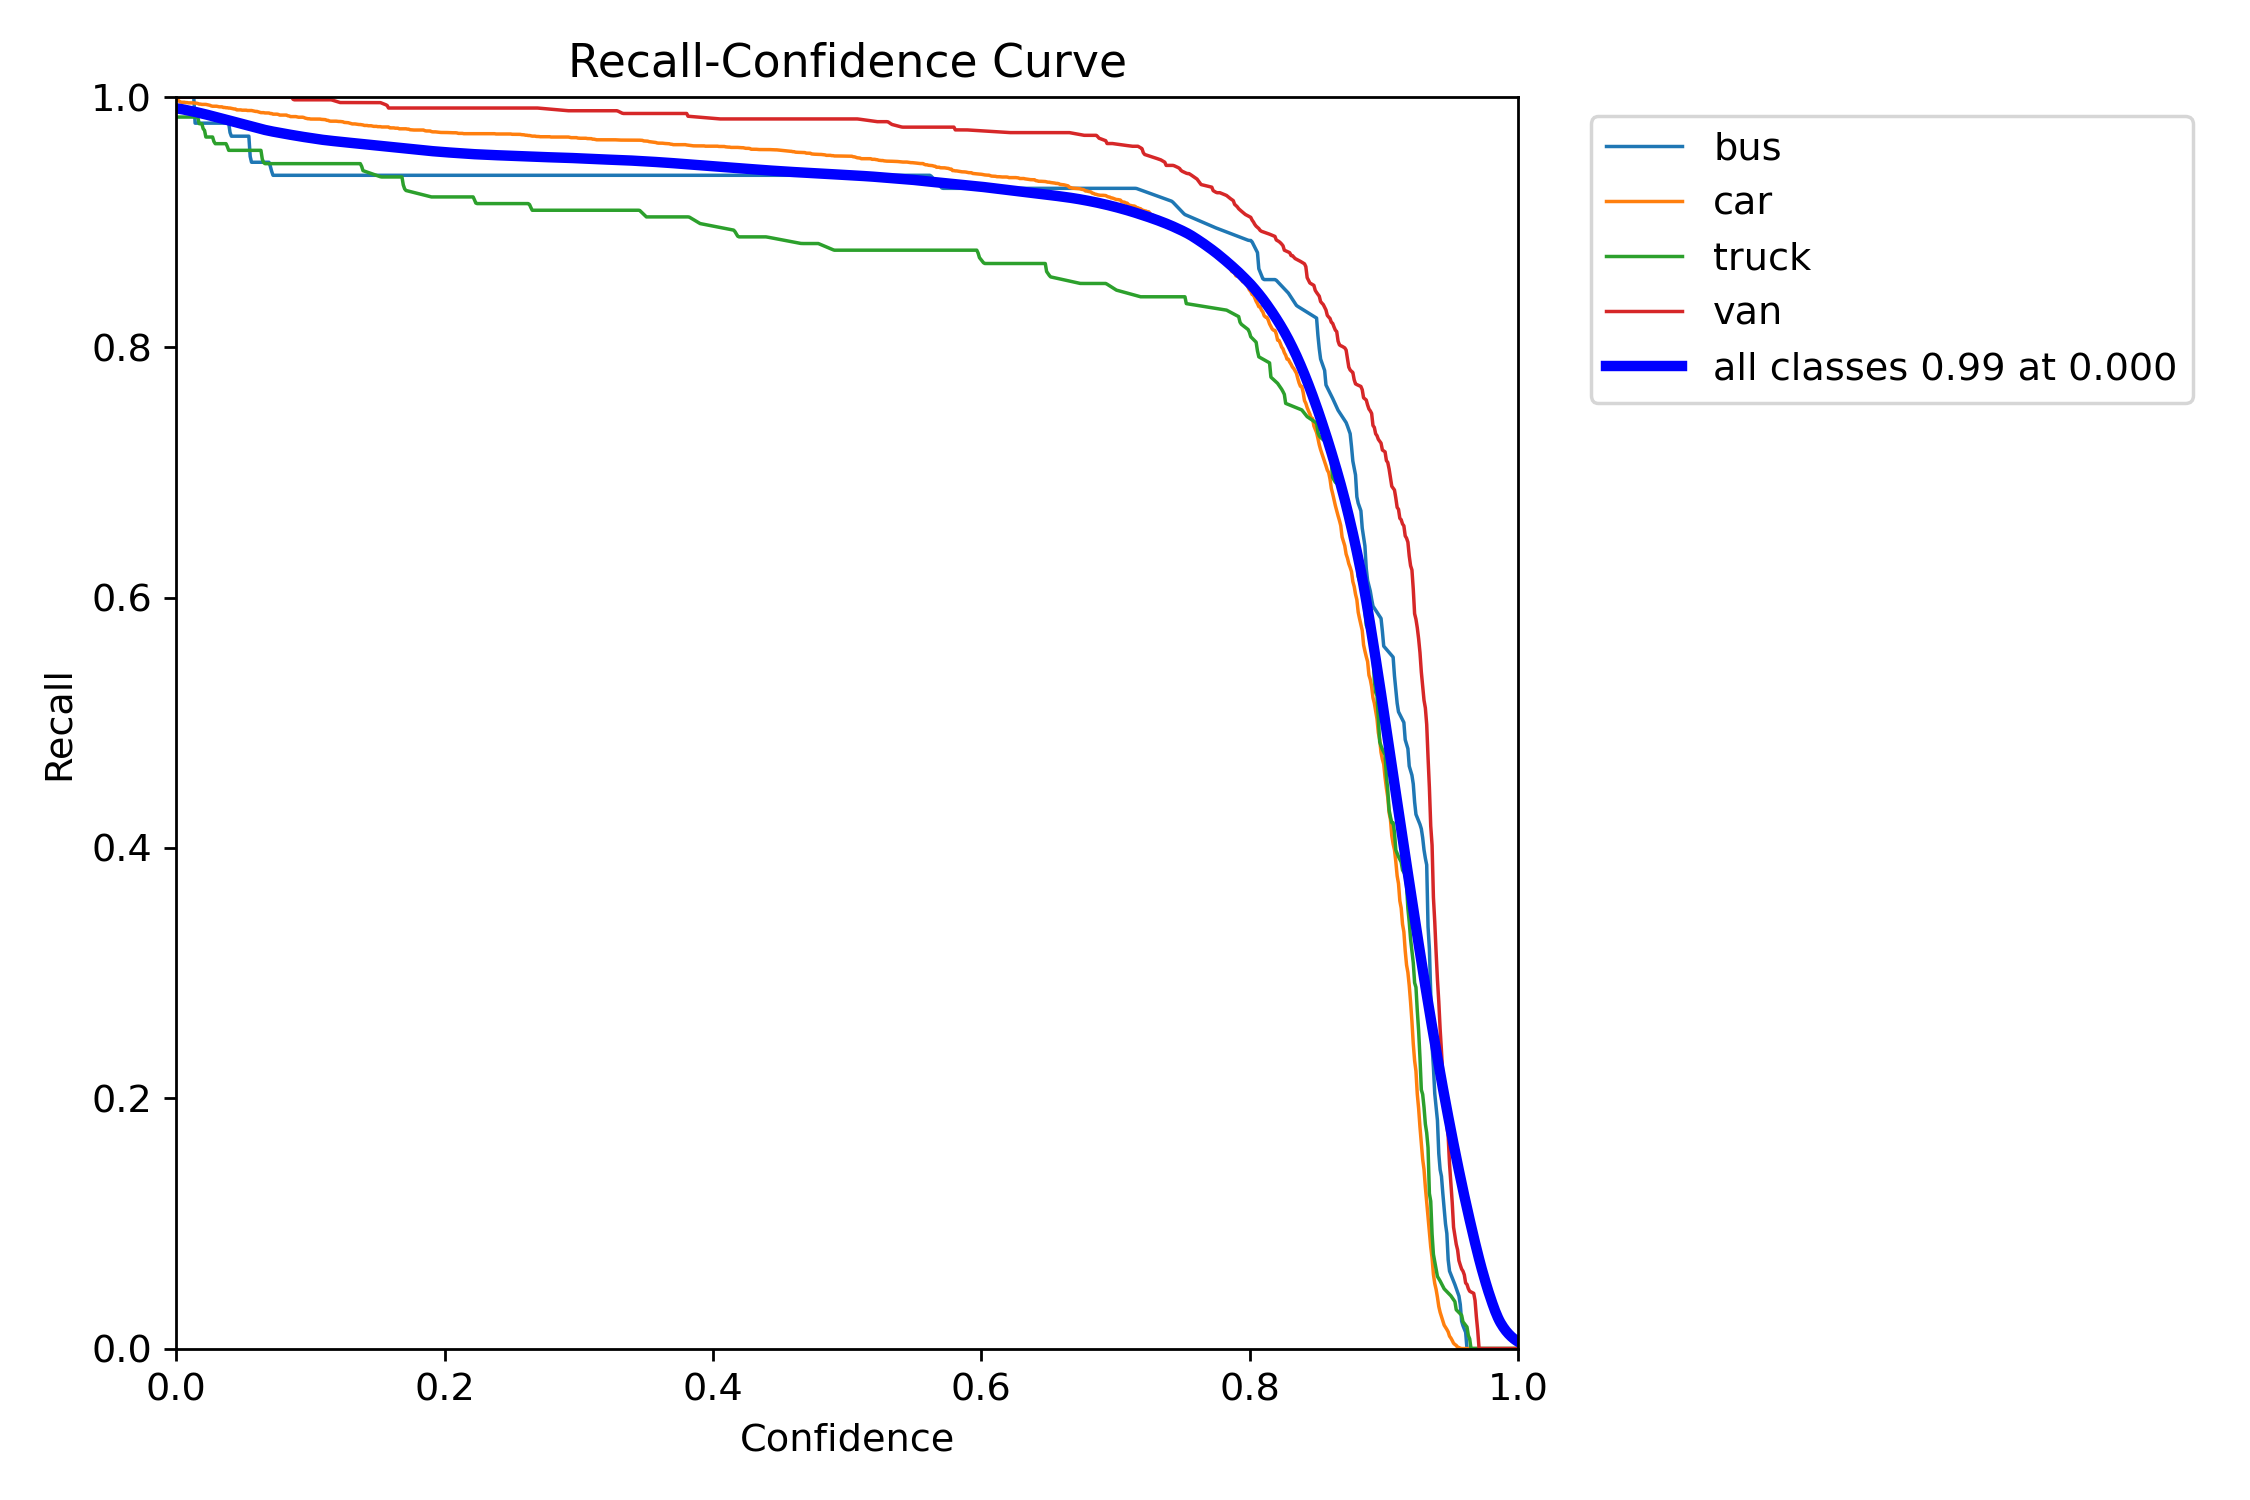 Recall-Confidence Curve
1.0
0.8
0.6
0.4
0.2
0.0
Recall
0.0 0.2 0.4 0.6 0.8 1.0
Confidence
bus
car
truck
van
all classes 0.99 at 0.000